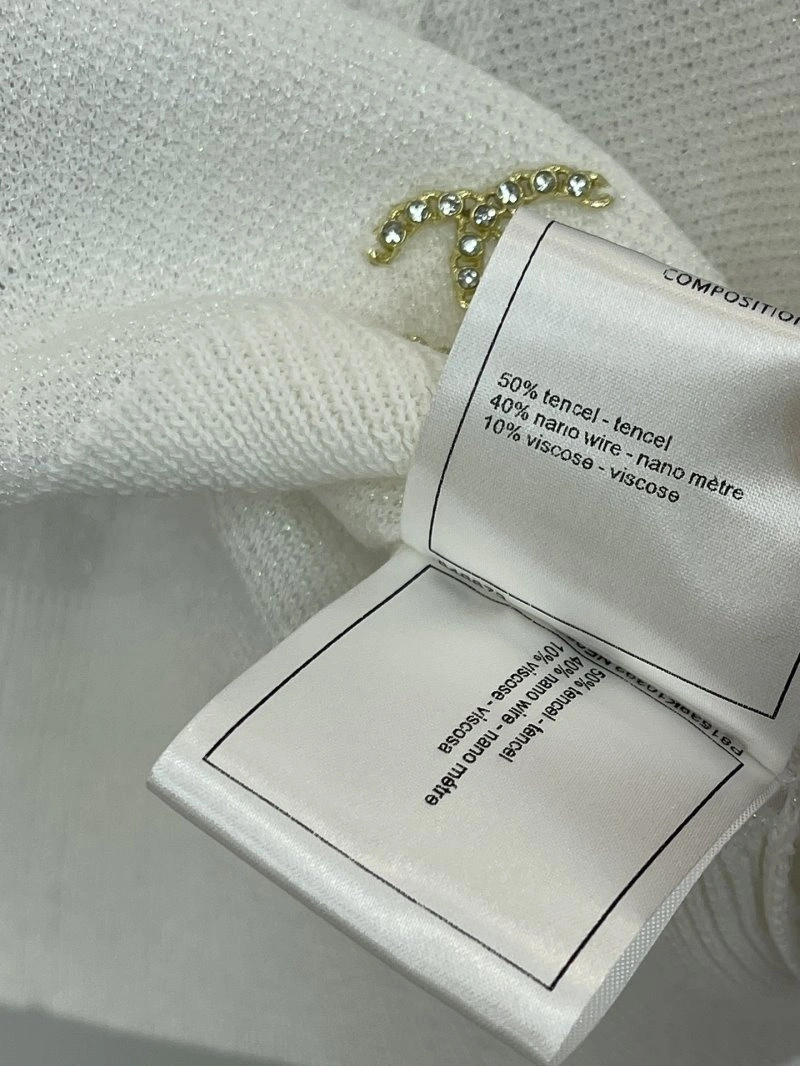 COMPOSITION
50% tencel - tencel
40% nano wire - nano mètre
10% viscose - viscose
50% tencel - tencel
40% nano wire - nano mètre
10% viscose - viscosa